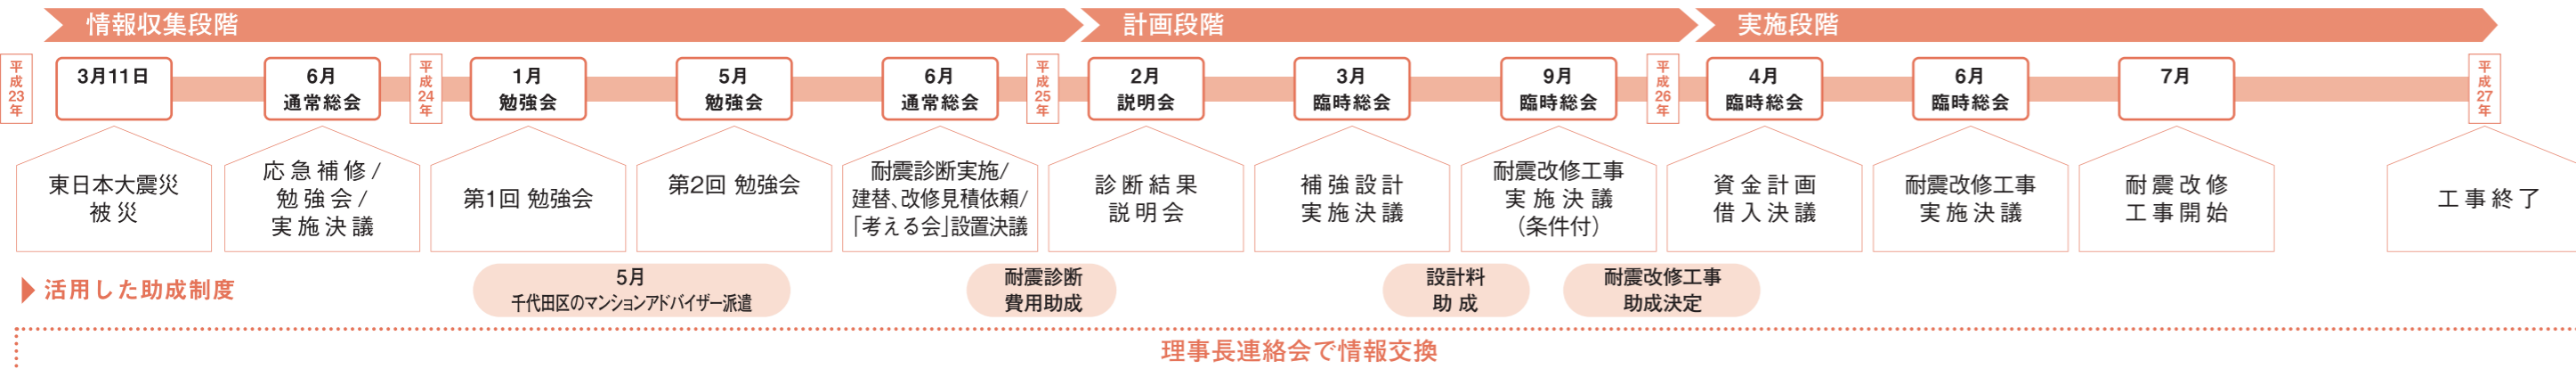 情報収集段階
計画段階
実施段階
平成23年
3月11日
6月
通常総会
平成24年
1月
勉強会
5月
勉強会
6月
通常総会
平成25年
2月
説明会
3月
臨時総会
9月
臨時総会
平成26年
4月
臨時総会
6月
臨時総会
7月
平成27年
東日本大震災
被災
応急補修/
勉強会/
実施決議
第1回 勉強会
第2回 勉強会
耐震診断実施/
建替、改修見積依頼/
「考える会」設置決議
診断結果
説明会
補強設計
実施決議
耐震改修工事
実施決議
（条件付）
資金計画
借入決議
耐震改修工事
実施決議
耐震改修
工事開始
工事終了
活用した助成制度
5月
千代田区のマンションアドバイザー派遣
耐震診断
費用助成
設計料
助成
耐震改修工事
助成決定
理事長連絡会で情報交換